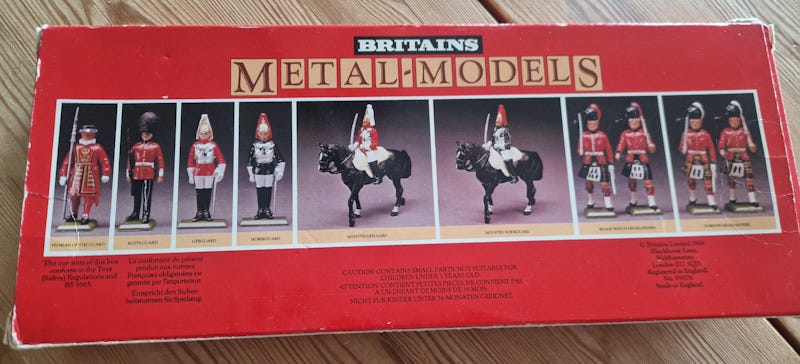 BRITAINS
METAL-MODELS
YEOMAN OF THE GUARD
SCOTS GUARD
LIFEGUARD
HORSEGUARD
MOUNTED LIFEGUARD
MOUNTED HORSEGUARD
BLACK WATCH HIGHLANDERS
GORDON HIGHLANDERS
The contents of this box
conform to the Toys
(Safety) Regulations and
BS 5665.
La conformité du présent
produit aux normes
Françaises obligatoires est
garantie par l'importateur.
Entspricht den Sicher-
heitsnormen für Spielzeug.
CAUTION: CONTAINS SMALL PARTS, NOT SUITABLE FOR
CHILDREN UNDER 3 YEARS OLD.
ATTENTION CONTIENT PETITES PIECES, NE CONVIENT PAS
A UN ENFANT DE MOINS DE 36 MOIS.
NICHT FUR KINDER UNTER 36 MONATEN GEEIGNET.
© Britains Limited
Blackhorse Lane,
Walthamstow,
London E17
Registered in England.
No.
Made in England.